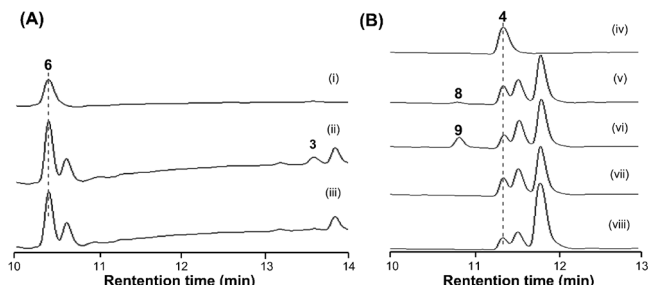 (A)
6
(i)
(ii)
3
(iii)
10 11 12 13 14
Rentention time (min)
(B)
4
(iv)
8
(v)
9
(vi)
(vii)
(viii)
10 11 12 13
Rentention time (min)